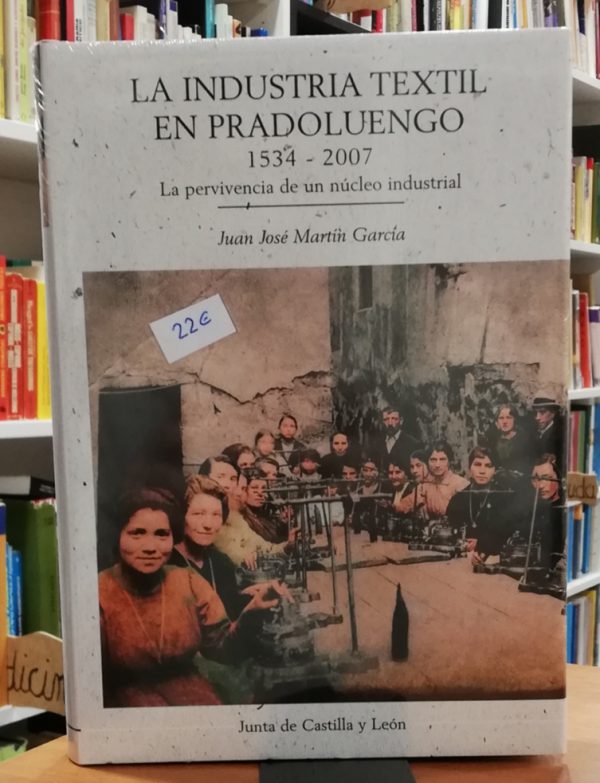 LA INDUSTRIA TEXTIL
EN PRADOLUENGO
1534 - 2007
La pervivencia de un núcleo industrial
Juan José Martín García
22€
Junta de Castilla y León
dicin